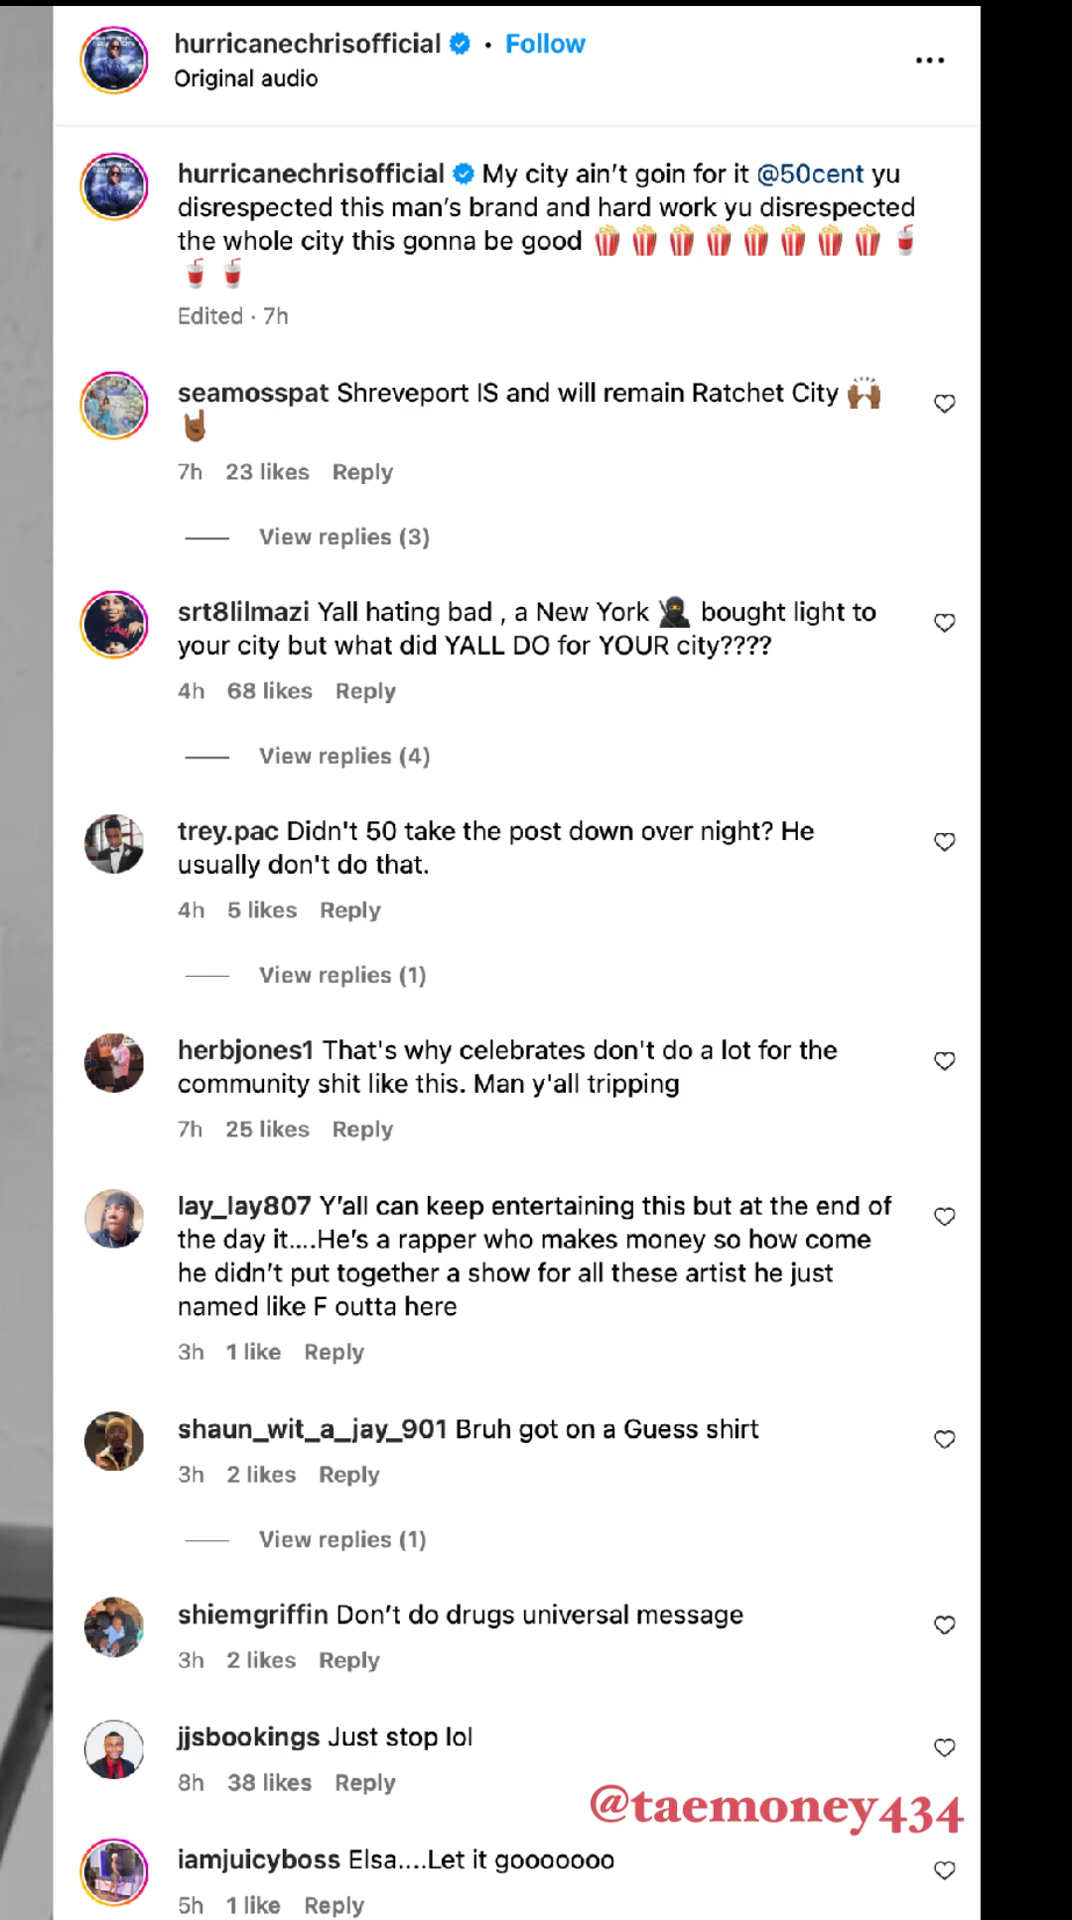 hurricanechrisofficial • Follow
Original audio
hurricanechrisofficial My city ain't goin for it @50cent yu
disrespected this man's brand and hard work yu disrespected
the whole city this gonna be good 🍿🍿🍿🍿🍿🍿🍿🍿🥤
🥤🥤
Edited · 7h
seamosspat Shreveport IS and will remain Ratchet City 🙌🏾
🤘🏾
7h 23 likes Reply
View replies (3)
srt8lilmazi Yall hating bad , a New York 🥷🏿 bought light to
your city but what did YALL DO for YOUR city????
4h 68 likes Reply
View replies (4)
trey.pac Didn't 50 take the post down over night? He
usually don't do that.
4h 5 likes Reply
View replies (1)
herbjones1 That's why celebrates don't do a lot for the
community shit like this. Man y'all tripping
7h 25 likes Reply
lay_lay807 Y'all can keep entertaining this but at the end of
the day it....He's a rapper who makes money so how come
he didn't put together a show for all these artist he just
named like F outta here
3h 1 like Reply
shaun_wit_a_jay_901 Bruh got on a Guess shirt
3h 2 likes Reply
View replies (1)
shiemgriffin Don't do drugs universal message
3h 2 likes Reply
jjsbookings Just stop lol
8h 38 likes Reply
@taemoney434
iamjuicyboss Elsa....Let it gooooooo
5h 1 like Reply